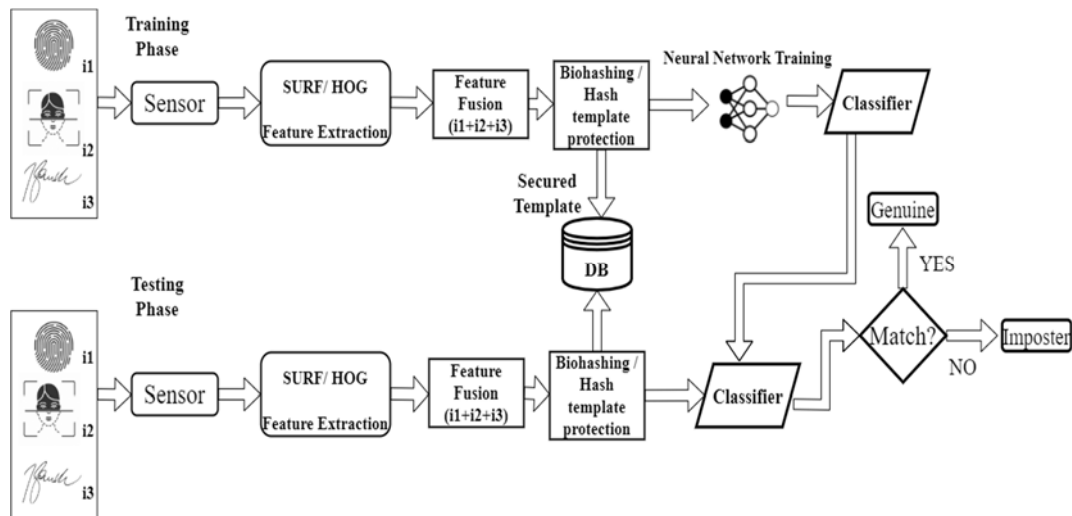 Training
Phase
i1
i2
i3
Sensor
SURF/ HOG
Feature Extraction
Feature
Fusion
(i1+i2+i3)
Biohashing /
Hash
template
protection
Neural Network Training
Classifier
Secured
Template
DB
Genuine
YES
Match?
NO
Imposter
Testing
Phase
i1
i2
i3
Sensor
SURF/ HOG
Feature Extraction
Feature
Fusion
(i1+i2+i3)
Biohashing /
Hash
template
protection
Classifier